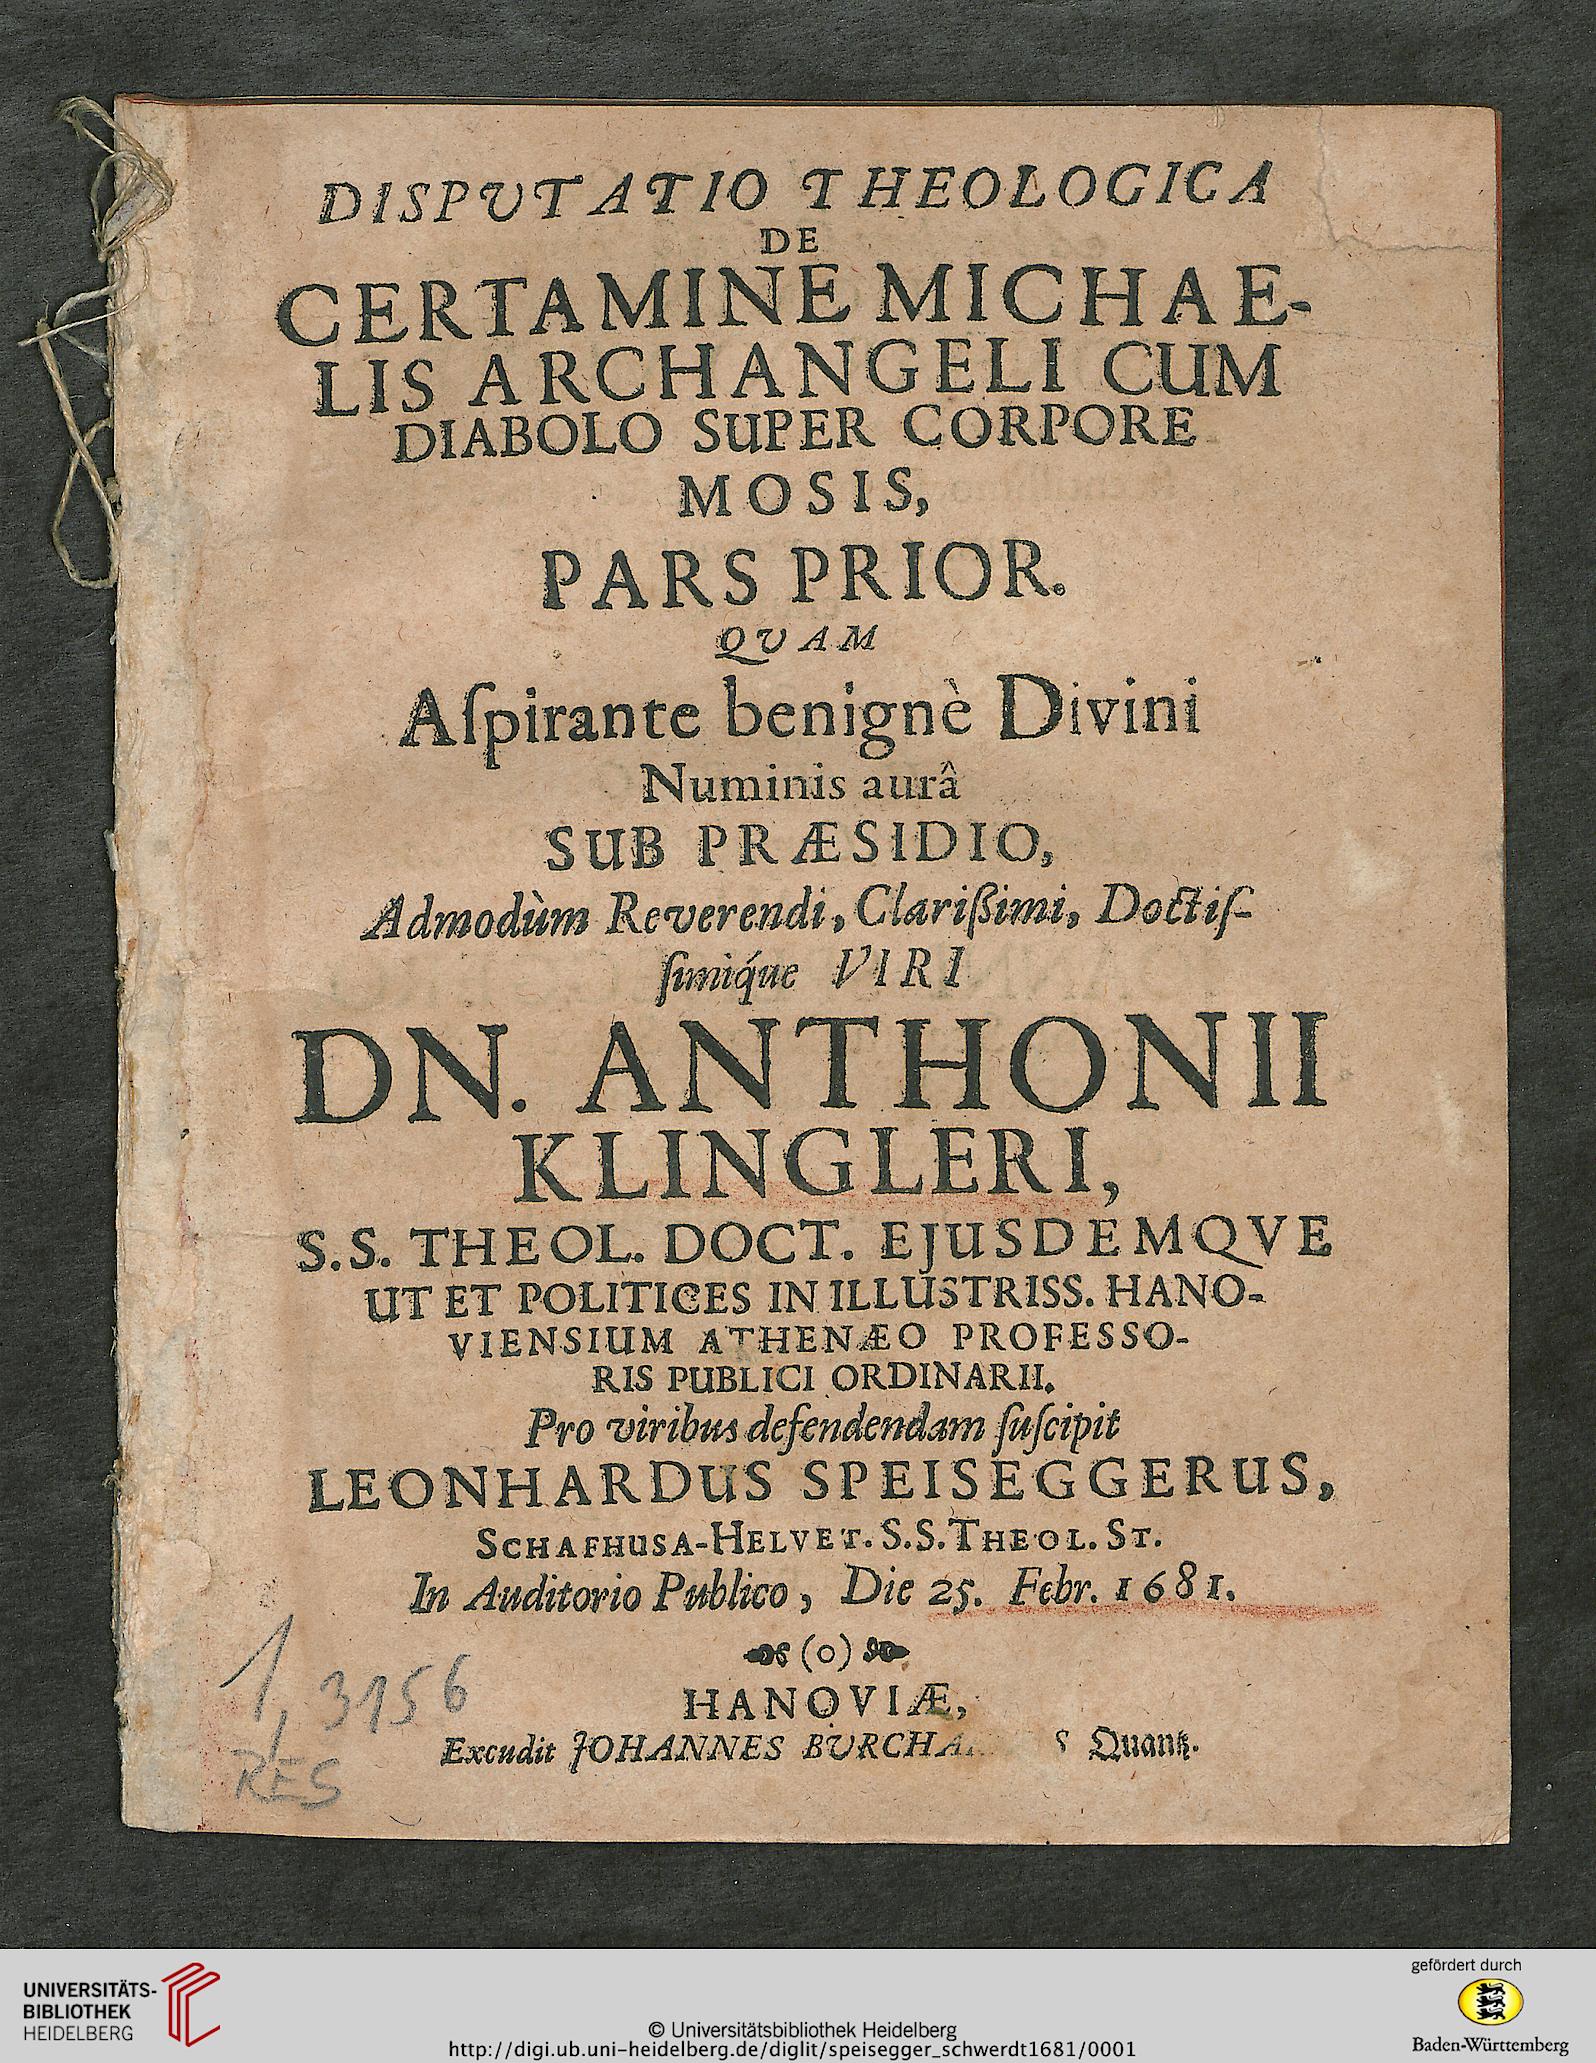 DISPVTATIO THEOLOGICA
DE
CERTAMINE MICHAE-
LIS ARCHANGELI CUM
DIABOLO SUPER CORPORE
MOSIS,
PARS PRIOR.
QVAM
Aſpirante benignè Divini
Numinis aurâ
SUB PRÆSIDIO,
Admodùm Reverendi, Clarißimi, Doctiſ-
ſimiq́ue VIRI
DN. ANTHONII
KLINGLERI,
S.S. THEOL. DOCT. EJUSDEMQVE
UT ET POLITICES IN ILLUSTRISS. HANO-
VIENSIUM ATHENÆO PROFESSO-
RIS PUBLICI ORDINARII.
Pro viribus defendendam ſuſcipit
LEONHARDUS SPEISEGGERUS,
SCHAFHUSA-HELVET. S.S. THEOL. ST.
In Auditorio Publico, Die 25. Febr. 1681.
(o)
HANOVIÆ,
Excudit JOHANNES Quantz.
1, 3156
RES
UNIVERSITÄTS-
BIBLIOTHEK
HEIDELBERG
© Universitätsbibliothek Heidelberg
http://digi.ub.uni-heidelberg.de/diglit/speisegger_schwerdt1681/0001
gefördert durch
Baden-Württemberg